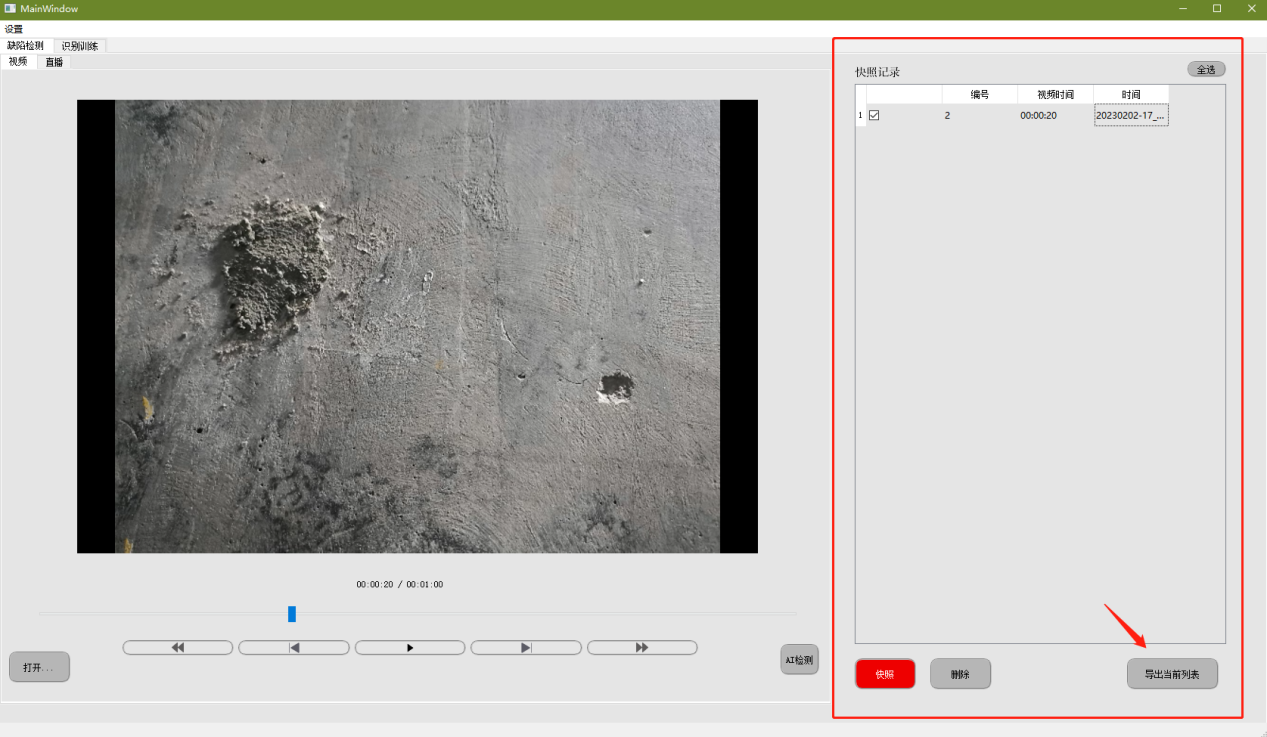 MainWindow
设置
缺陷检测 识别训练
视频 直播
快照记录 全选
编号 视频时间 时间
1 2 00:00:20 20230202-17_...
00:00:20 / 00:01:00
打开...
AI检测
快照 删除 导出当前列表